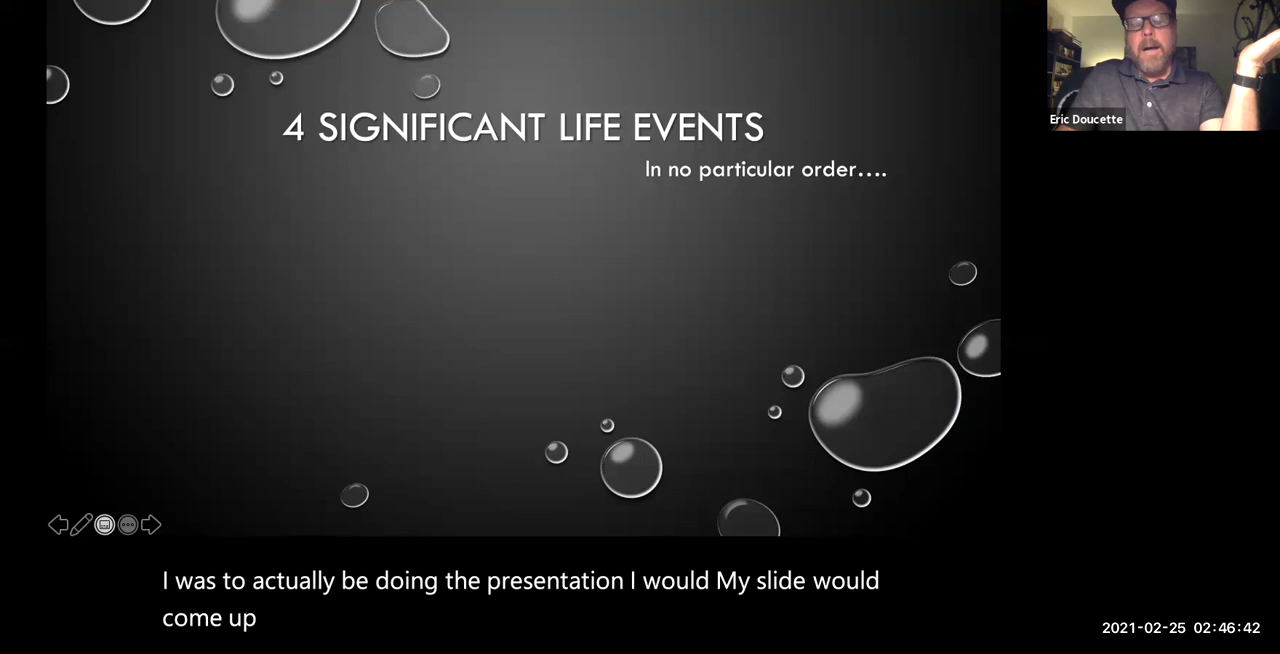 4 SIGNIFICANT LIFE EVENTS
In no particular order....
Eric Doucette
I was to actually be doing the presentation I would My slide would
come up
2021-02-25 02:46:42